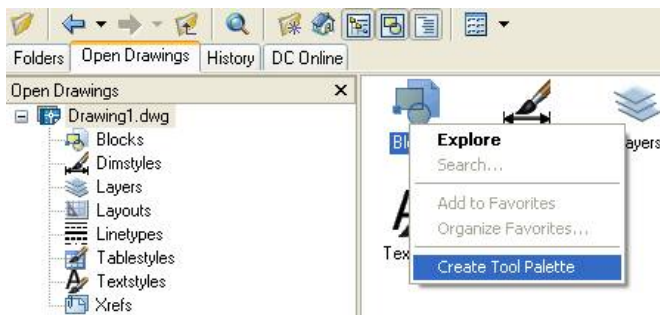 Folders Open Drawings History DC Online
Open Drawings
Drawing1.dwg
Blocks
Dimstyles
Layers
Layouts
Linetypes
Tablestyles
Textstyles
Xrefs
Explore
Search...
Add to Favorites
Organize Favorites...
Create Tool Palette